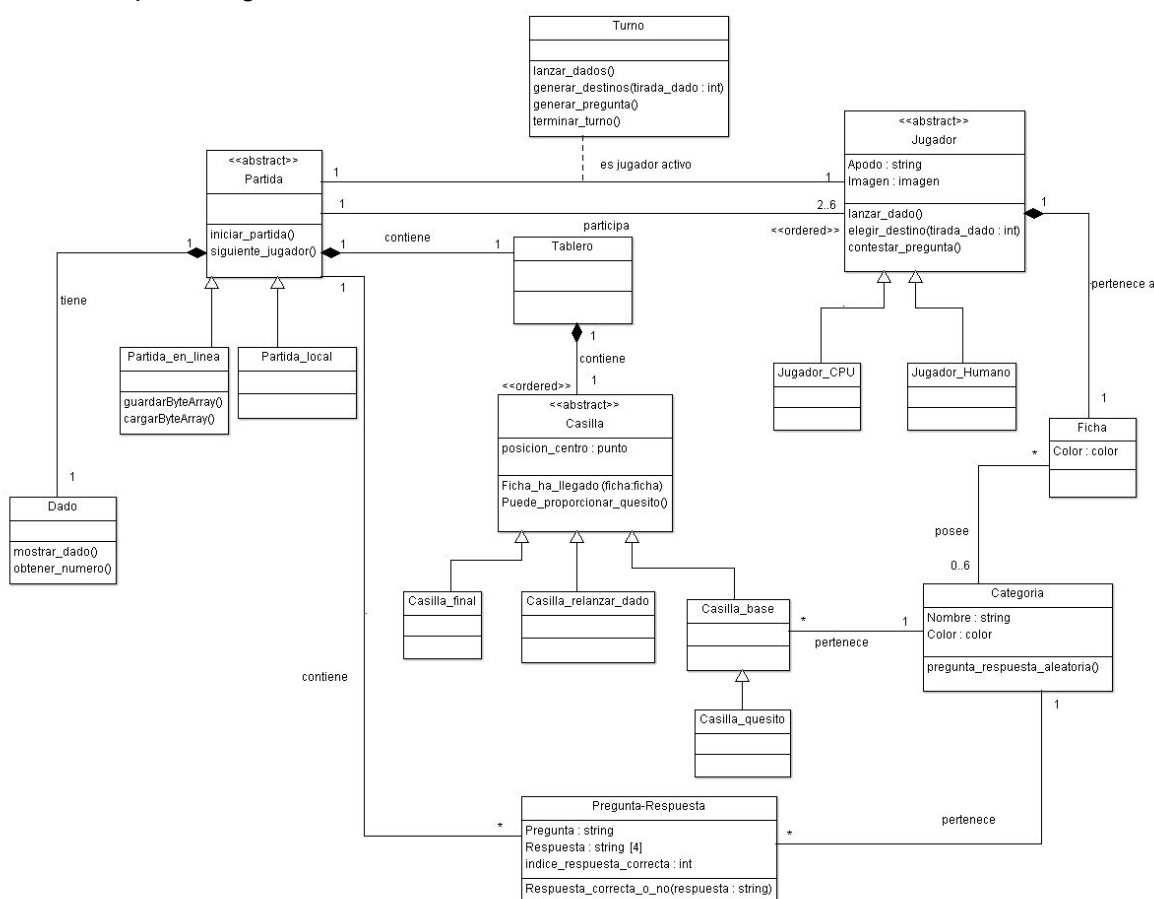 Turno
lanzar_dados()
generar_destinos(tirada_dado : int)
generar_pregunta()
terminar_turno()
<<abstract>>
Partida
iniciar_partida()
siguiente_jugador()
1
es jugador activo
1
1
2..6
participa
<<ordered>>
<<abstract>>
Jugador
Apodo : string
Imagen : imagen
lanzar_dado()
elegir_destino(tirada_dado : int)
contestar_pregunta()
1
pertenece a
1
1
tiene
1
1
contiene
1
Tablero
1
contiene
1
<<ordered>>
1
Partida_en_linea
guardarByteArray()
cargarByteArray()
Partida_local
Jugador_CPU
Jugador_Humano
Ficha
Color : color
<<abstract>>
Casilla
posicion_centro : punto
Ficha_ha_llegado (ficha:ficha)
Puede_proporcionar_quesito()
*
posee
0..6
Dado
mostrar_dado()
obtener_numero()
Casilla_final
Casilla_relanzar_dado
Casilla_base
*
pertenece
1
Categoria
Nombre : string
Color : color
pregunta_respuesta_aleatoria()
1
Casilla_quesito
contiene
*
Pregunta-Respuesta
Pregunta : string
Respuesta : string [4]
indice_respuesta_correcta : int
Respuesta_correcta_o_no(respuesta : string)
*
pertenece